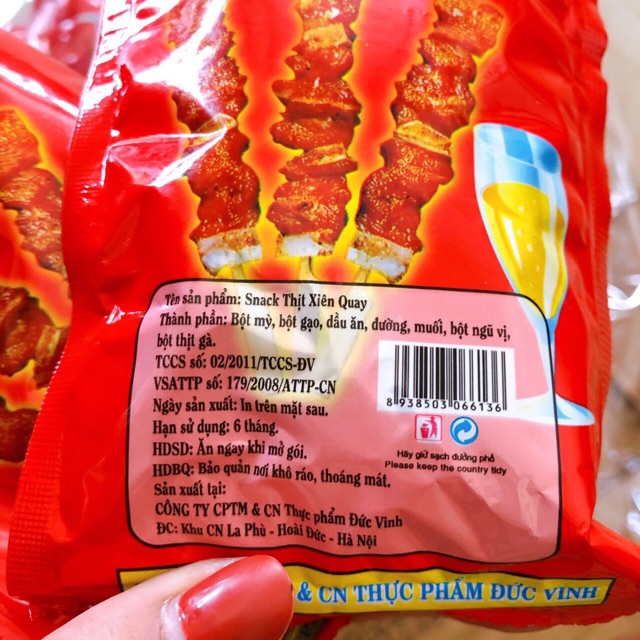 Tên sản phẩm: Snack Thịt Xiên Quay
Thành phần: Bột mỳ, bột gạo, dầu ăn, đường, muối, bột ngũ vị,
bột thịt gà.
TCCS số: 02/2011/TCCS-ĐV
VSATTP số: 179/2008/ATTP-CN
Ngày sản xuất: In trên mặt sau.
Hạn sử dụng: 6 tháng.
HDSD: Ăn ngay khi mở gói.
HDBQ: Bảo quản nơi khô ráo, thoáng mát,
Sản xuất tại:
CÔNG TY CPTM & CN Thực phẩm Đức Vinh
ĐC: Khu CN La Phù - Hoài Đức - Hà Nội
8 938503 066136
Hãy giữ sạch đường phố
Please keep the country tidy
& CN THỰC PHẨM ĐỨC VINH